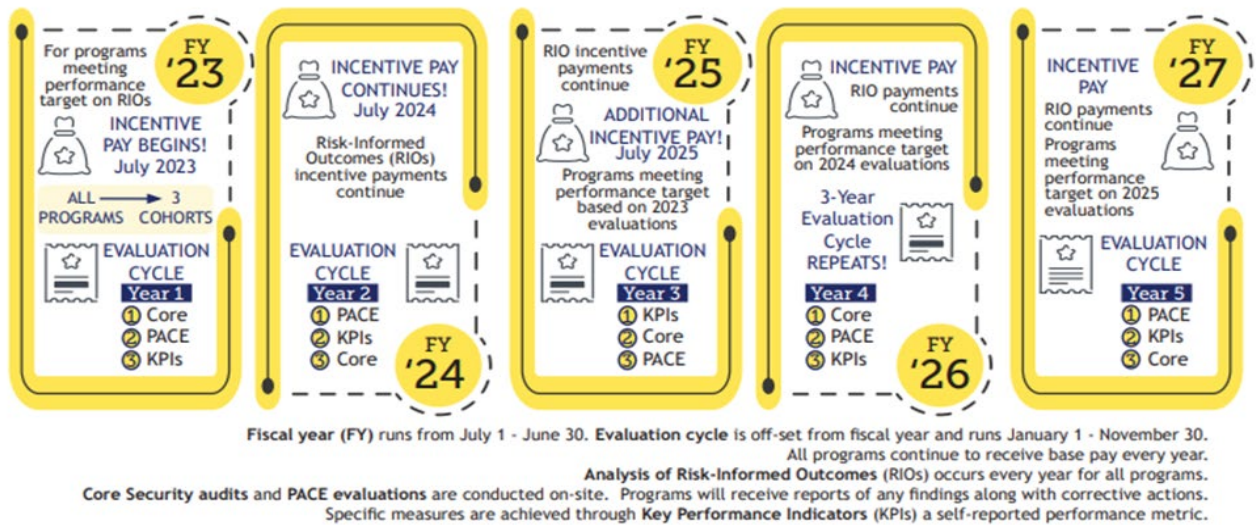 For programs
meeting
performance
target on RIOs
FY
‘23
INCENTIVE
PAY BEGINS!
July 2023
ALL 3
PROGRAMS COHORTS
EVALUATION
CYCLE
Year 1
1 Core
2 PACE
3 KPIs
INCENTIVE PAY
CONTINUES!
July 2024
Risk-Informed
Outcomes (RIOs)
incentive payments
continue
EVALUATION
CYCLE
Year 2
1 PACE
2 KPIs
3 Core
FY
‘24
RIO incentive
payments
continue
FY
‘25
ADDITIONAL
INCENTIVE PAY!
July 2025
Programs meeting
performance target
based on 2023
evaluations
EVALUATION
CYCLE
Year 3
1 KPIs
2 Core
3 PACE
INCENTIVE PAY
RIO payments
continue
Programs meeting
performance target
on 2024 evaluations
3-Year
Evaluation
Cycle
REPEATS!
Year 4
1 Core
2 PACE
3 KPIs
FY
‘26
INCENTIVE
PAY
FY
‘27
RIO payments
continue
Programs
meeting
performance
target on 2025
evaluations
EVALUATION
CYCLE
Year 5
1 PACE
2 KPIs
3 Core
Fiscal year (FY) runs from July 1 - June 30. Evaluation cycle is off-set from fiscal year and runs January 1 - November 30.
All programs continue to receive base pay every year.
Analysis of Risk-Informed Outcomes (RIOs) occurs every year for all programs.
Core Security audits and PACE evaluations are conducted on-site. Programs will receive reports of any findings along with corrective actions.
Specific measures are achieved through Key Performance Indicators (KPIs) a self-reported performance metric.